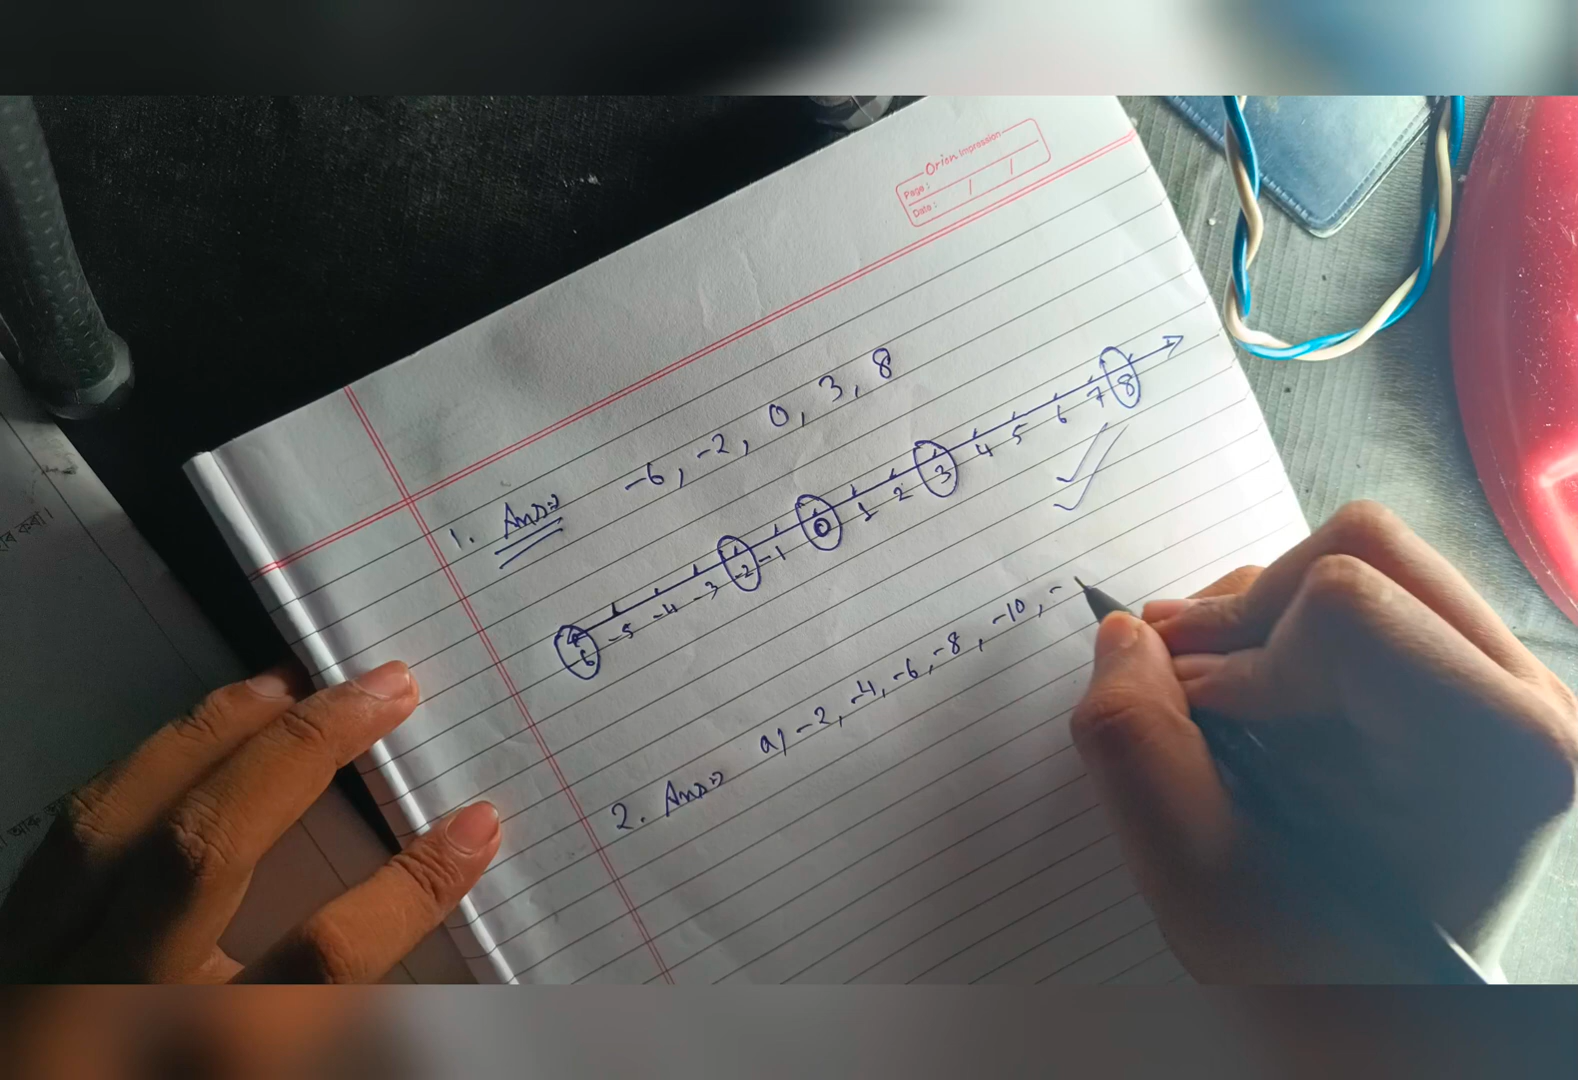 Orion Impression
Page :
Date : / /
1. Ans:⇒ -6, -2, 0, 3, 8
6 -5 -4 -3 -2 -1 0 1 2 3 4 5 6 7 8
2. Ans:⇒ a) -2, -4, -6, -8, -10, -